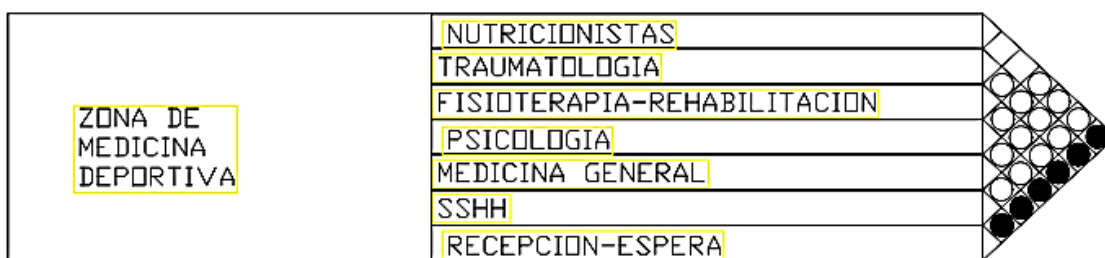 ZONA DE
MEDICINA
DEPORTIVA
NUTRICIONISTAS
TRAUMATOLOGIA
FISIOTERAPIA-REHABILITACION
PSICOLOGIA
MEDICINA GENERAL
SSHH
RECEPCION-ESPERA